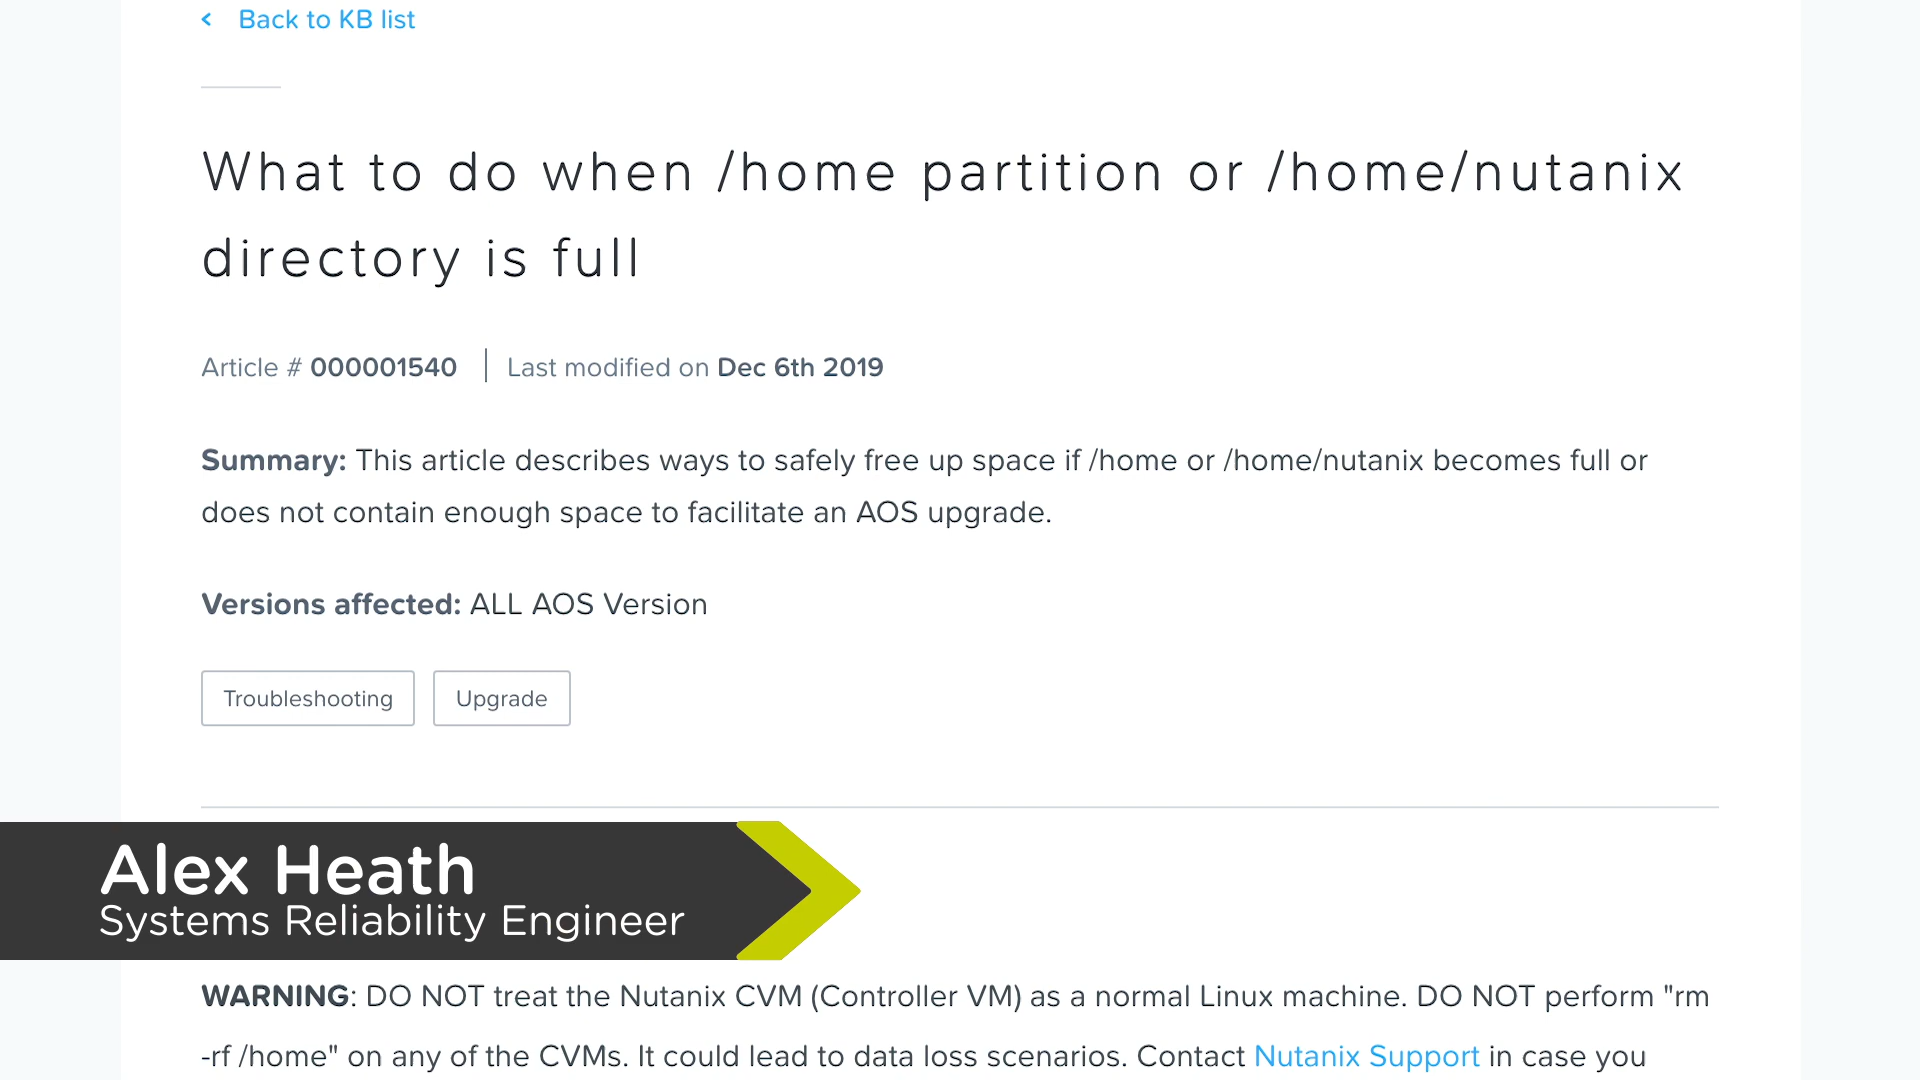 Back to KB list
What to do when /home partition or /home/nutanix
directory is full
Article # 000001540 Last modified on Dec 6th 2019
Summary: This article describes ways to safely free up space if /home or /home/nutanix becomes full or
does not contain enough space to facilitate an AOS upgrade.
Versions affected: ALL AOS Version
Troubleshooting Upgrade
Alex Heath
Systems Reliability Engineer
WARNING: DO NOT treat the Nutanix CVM (Controller VM) as a normal Linux machine. DO NOT perform "rm
-rf /home" on any of the CVMs. It could lead to data loss scenarios. Contact Nutanix Support in case you